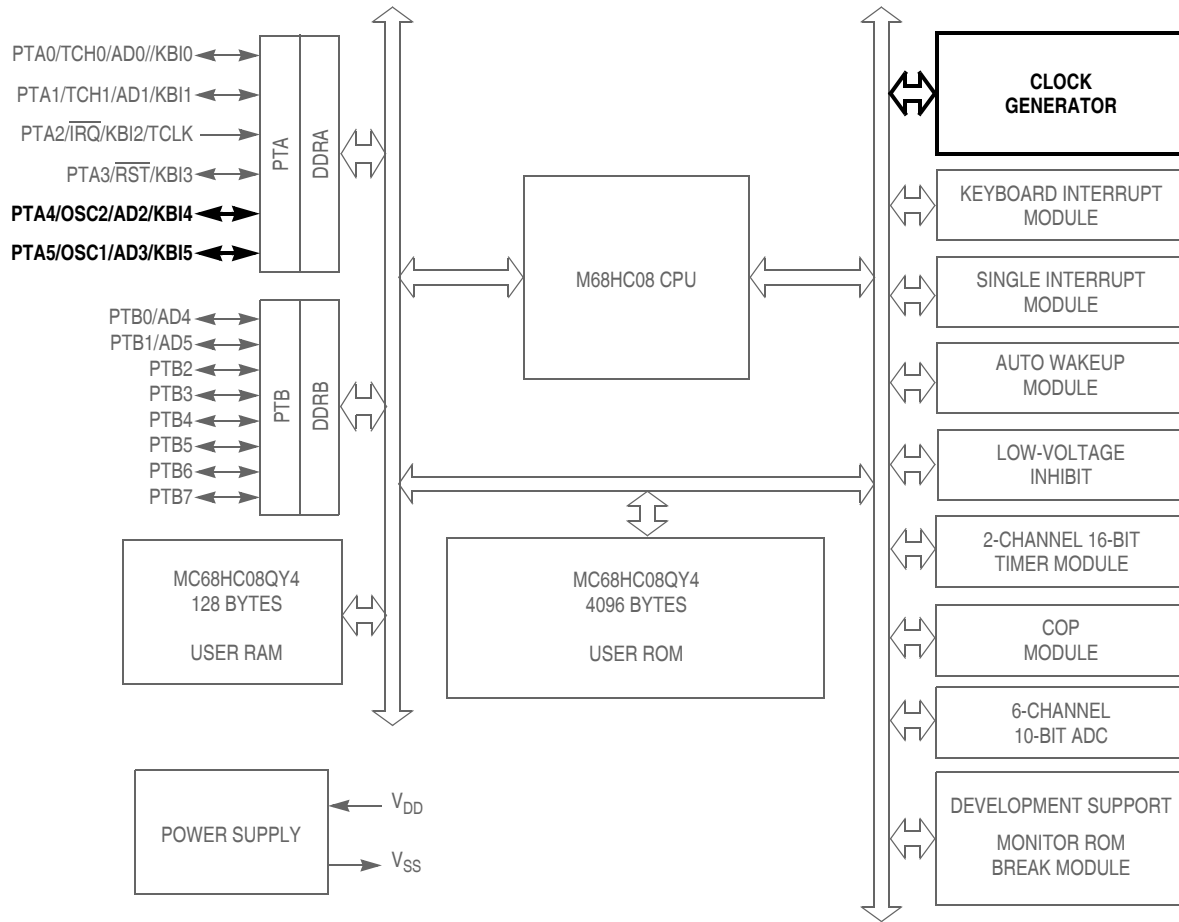 PTA0/TCH0/AD0//KBI0
PTA1/TCH1/AD1/KBI1
PTA2/IRQ/KBI2/TCLK
PTA3/RST/KBI3
PTA4/OSC2/AD2/KBI4
PTA5/OSC1/AD3/KBI5
PTA
DDRA
PTB0/AD4
PTB1/AD5
PTB2
PTB3
PTB4
PTB5
PTB6
PTB7
PTB
DDRB
M68HC08 CPU
MC68HC08QY4
128 BYTES
USER RAM
MC68HC08QY4
4096 BYTES
USER ROM
POWER SUPPLY
VDD
VSS
CLOCK
GENERATOR
KEYBOARD INTERRUPT
MODULE
SINGLE INTERRUPT
MODULE
AUTO WAKEUP
MODULE
LOW-VOLTAGE
INHIBIT
2-CHANNEL 16-BIT
TIMER MODULE
COP
MODULE
6-CHANNEL
10-BIT ADC
DEVELOPMENT SUPPORT
MONITOR ROM
BREAK MODULE